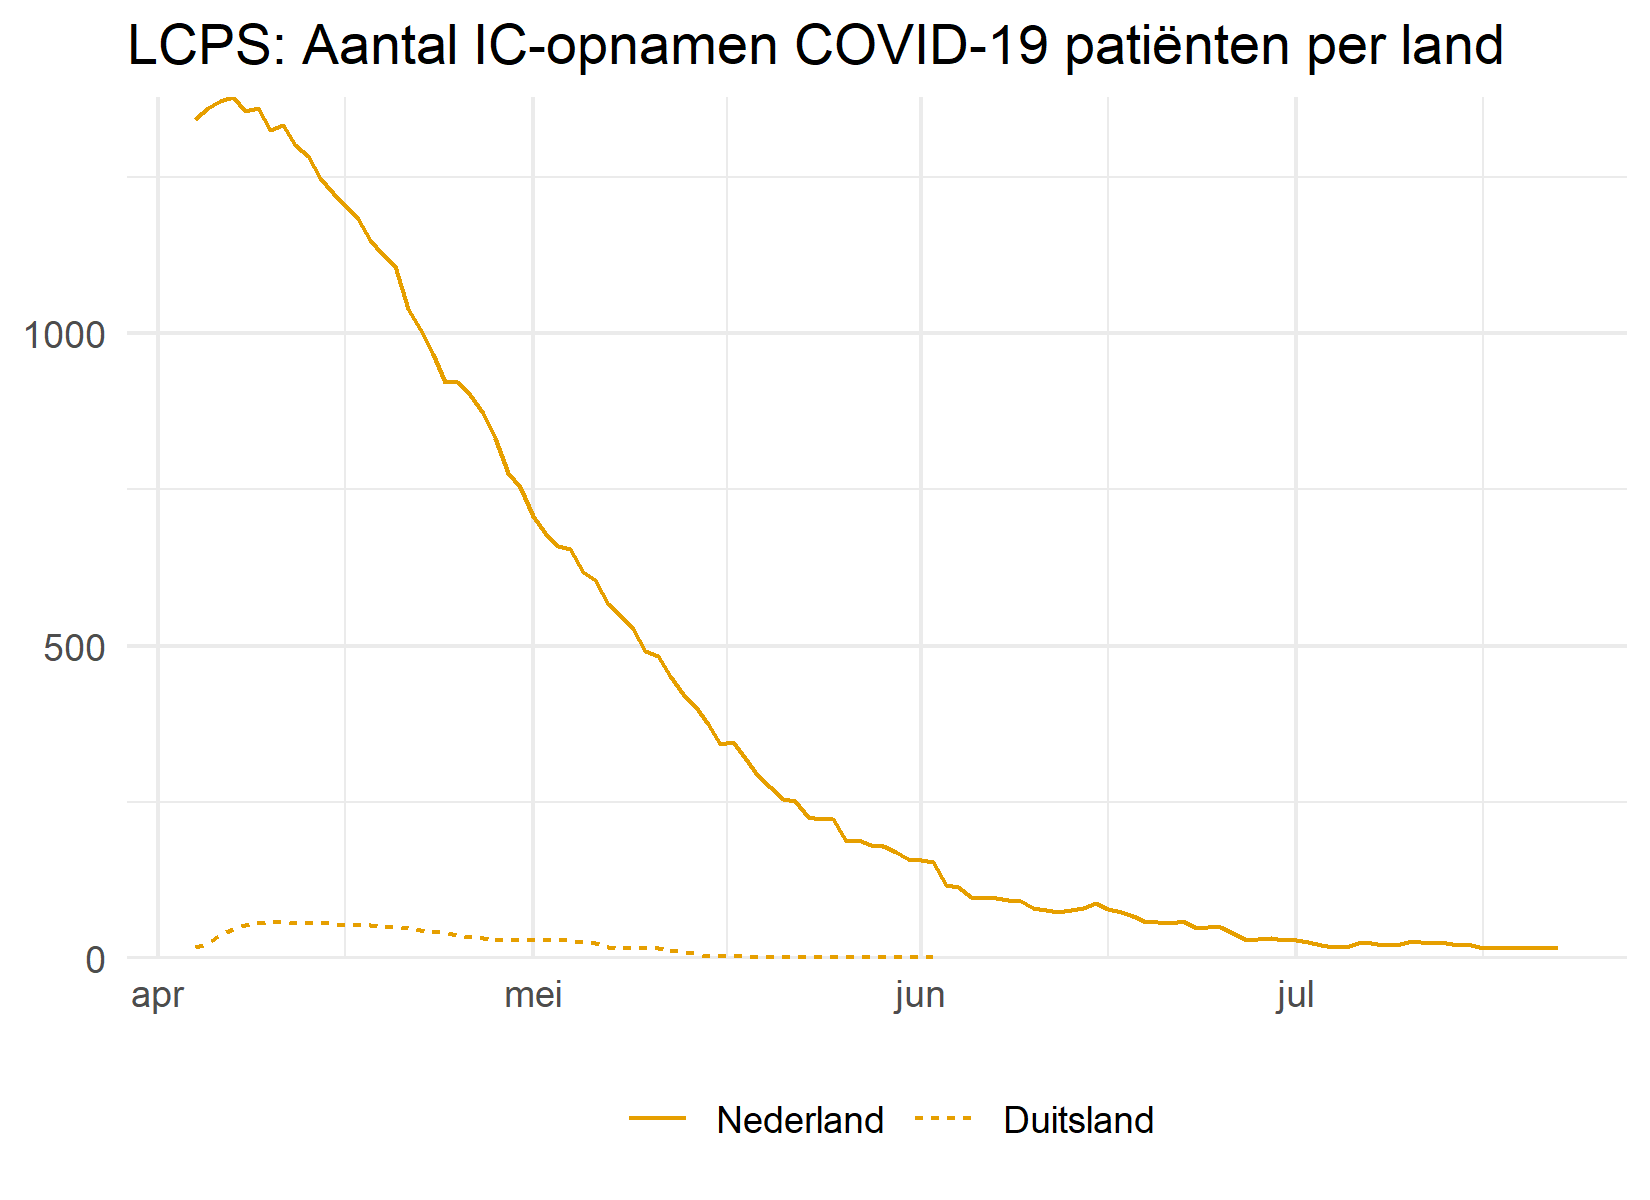 LCPS: Aantal IC-opnamen COVID-19 patiënten per land
1000
500
0
apr mei jun jul
Nederland Duitsland